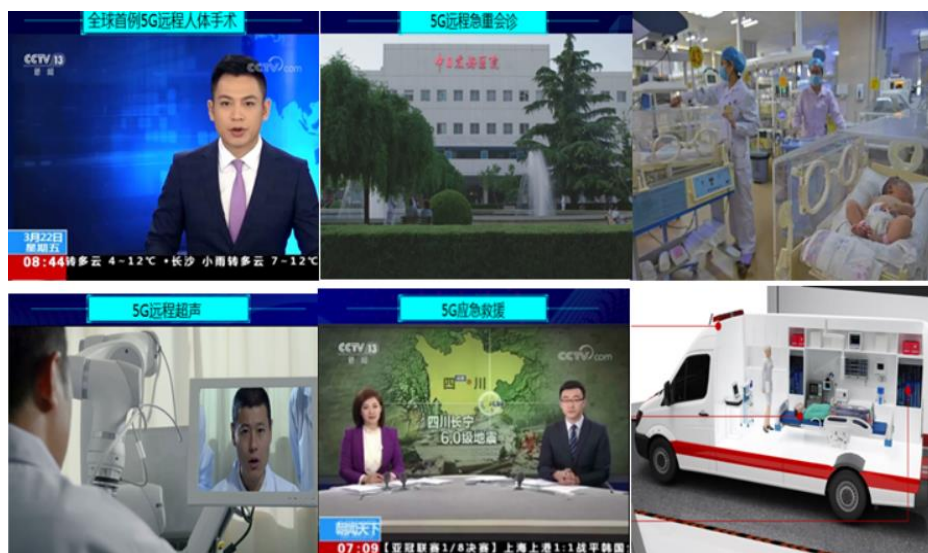 全球首例5G远程人体手术
CCTV 13
新闻
CCTV.com
3月22日
星期五
08:44
转多云 4~12℃ •长沙 小雨转多云 7~12℃
5G远程急重会诊
中日友好医院
5G远程超声
5G应急救援
CCTV 13
新闻
CCTV.com
四 川
四川长宁
6.0级地震
朝闻天下
07:09
【亚冠联赛1/8决赛】上海上港1:1战平韩国